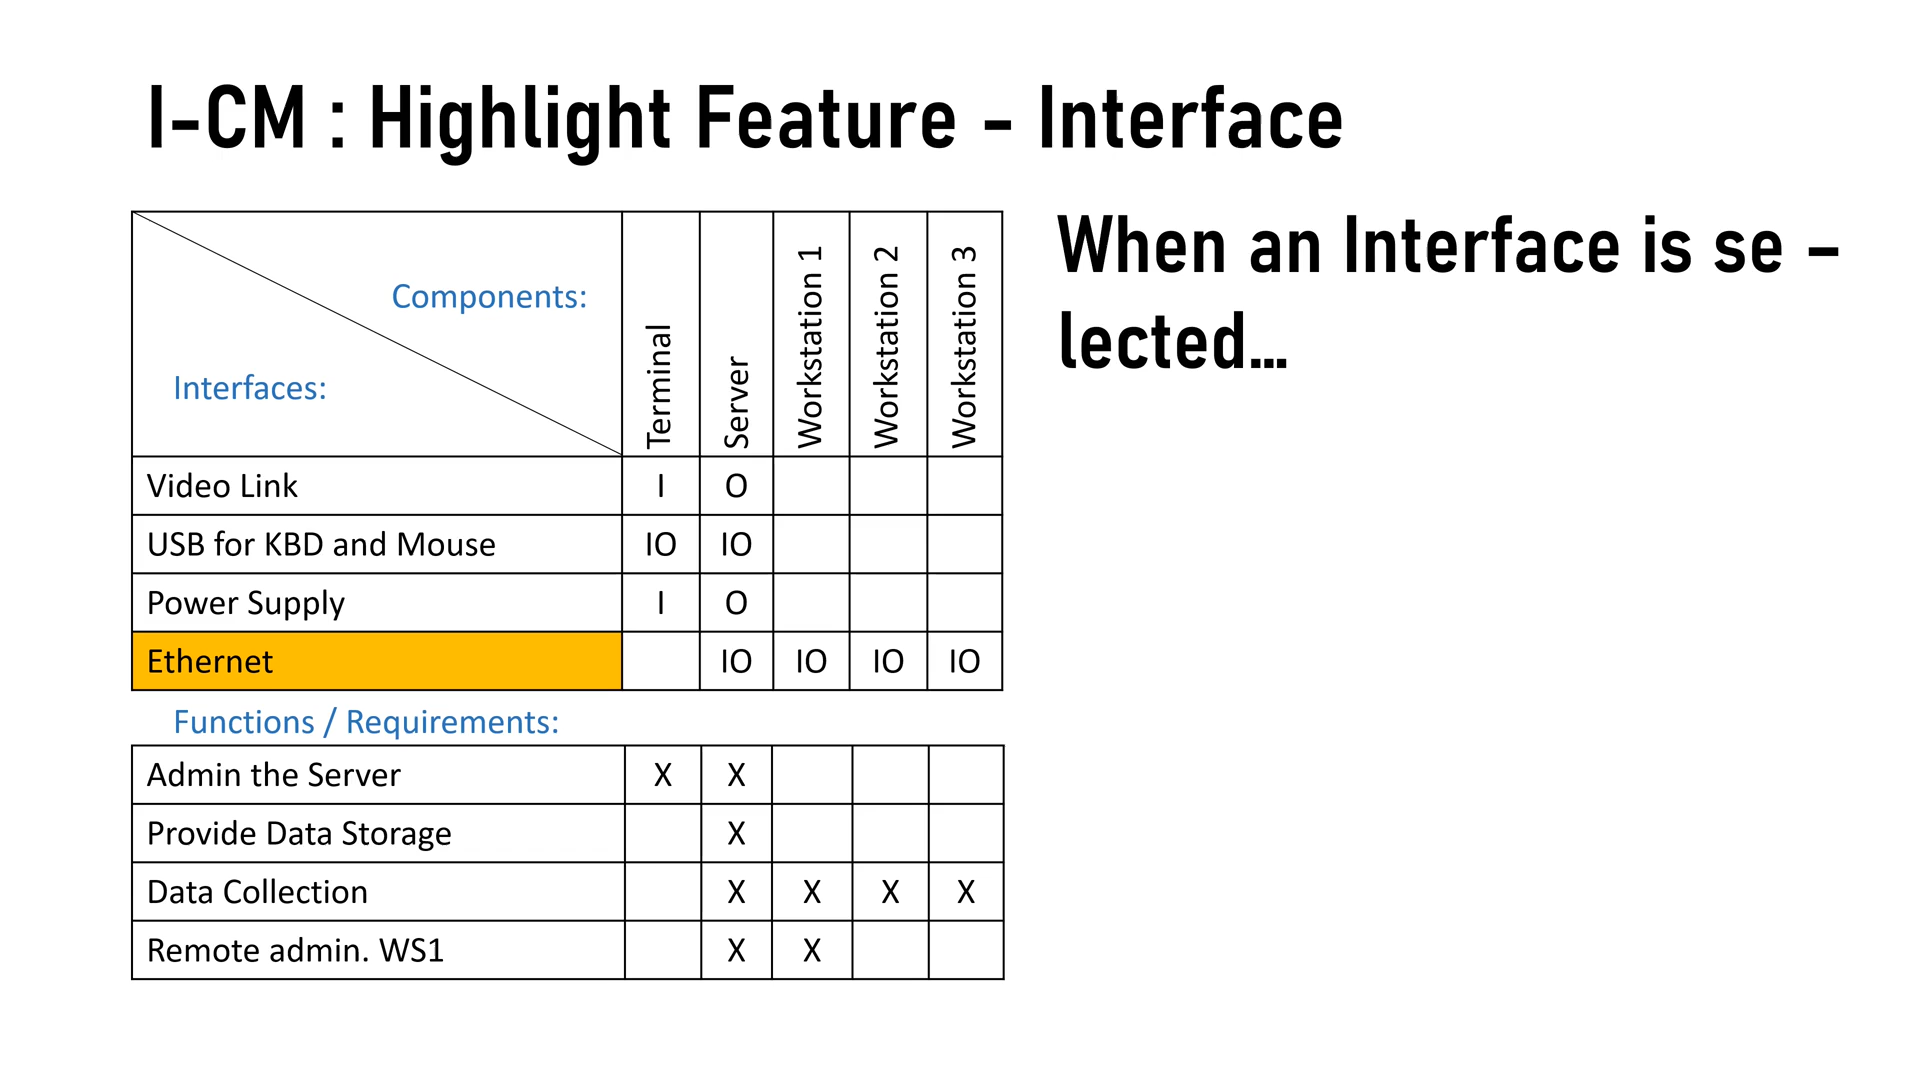 I-CM : Highlight Feature – Interface
When an Interface is se –
lected...
Components:
Interfaces:
Terminal
Server
Workstation 1
Workstation 2
Workstation 3
Video Link I O
USB for KBD and Mouse IO IO
Power Supply I O
Ethernet IO IO IO IO
Functions / Requirements:
Admin the Server X X
Provide Data Storage X
Data Collection X X X X
Remote admin. WS1 X X